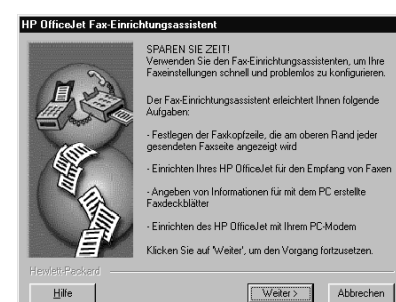 HP OfficeJet Fax-Einrichtungsassistent
SPAREN SIE ZEIT!
Verwenden Sie den Fax-Einrichtungsassistenten, um Ihre
Faxeinstellungen schnell und problemlos zu konfigurieren.
Der Fax-Einrichtungsassistent erleichtert Ihnen folgende
Aufgaben:
- Festlegen der Faxkopfzeile, die am oberen Rand jeder
gesendeten Faxseite angezeigt wird
- Einrichten Ihres HP OfficeJet für den Empfang von Faxen
- Angeben von Informationen für mit dem PC erstellte
Faxdeckblätter
- Einrichten des HP OfficeJet mit Ihrem PC-Modem
Klicken Sie auf 'Weiter', um den Vorgang fortzusetzen.
Hewlett-Packard
Hilfe
Weiter >
Abbrechen